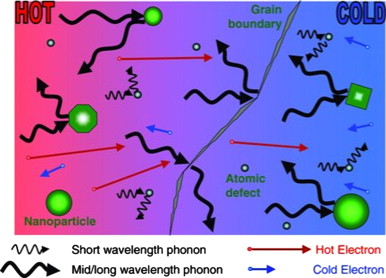 HOT
Grain
boundary
COLD
Atomic
defect
Nanoparticle
Short wavelength phonon
Hot Electron
Mid/long wavelength phonon
Cold Electron